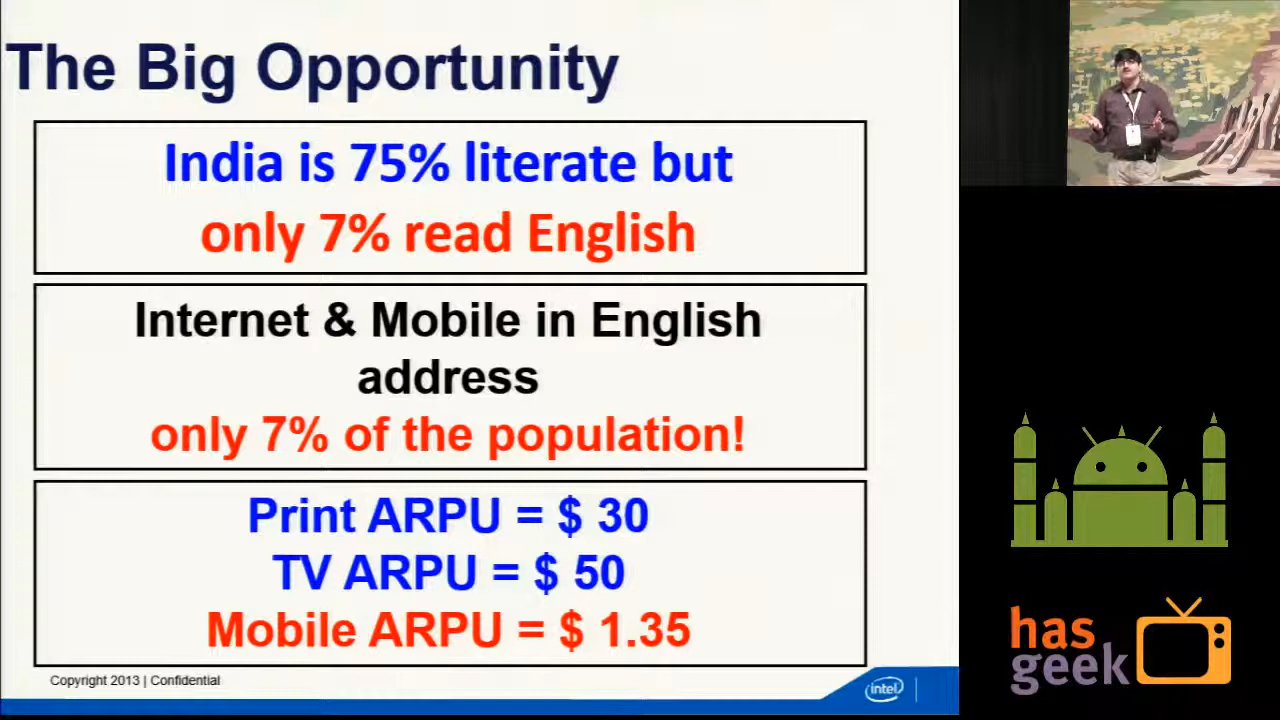 The Big Opportunity
India is 75% literate but
only 7% read English
Internet & Mobile in English
address
only 7% of the population!
Print ARPU = $ 30
TV ARPU = $ 50
Mobile ARPU = $ 1.35
Copyright 2013 | Confidential
intel
has
geek